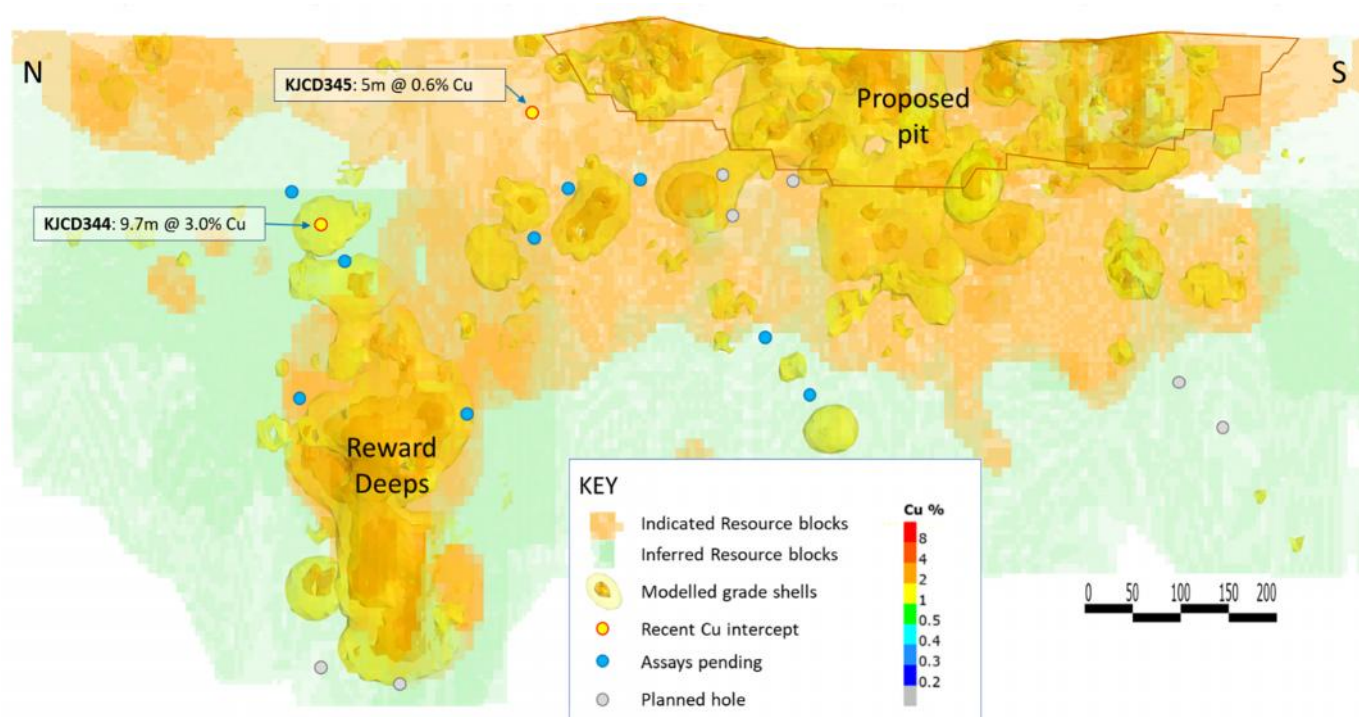 N
KJCD345: 5m @ 0.6% Cu
S
Proposed
pit
KJCD344: 9.7m @ 3.0% Cu
Reward
Deeps
KEY
Indicated Resource blocks
Inferred Resource blocks
Modelled grade shells
Recent Cu intercept
Assays pending
Planned hole
Cu %
8
4
2
1
0.5
0.4
0.3
0.2
0 50 100 150 200